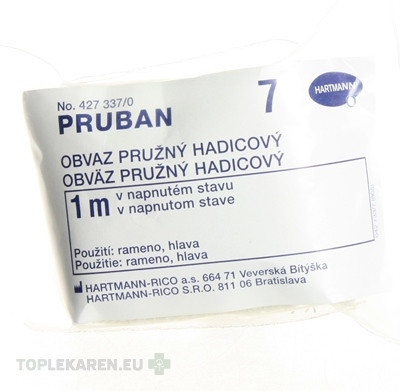 No. 427 337/0
7
HARTMANN
PRUBAN
OBVAZ PRUŽNÝ HADICOVÝ
OBVÄZ PRUŽNÝ HADICOVÝ
1 m v napnutém stavu
v napnutom stave
Použití: rameno, hlava
Použitie: rameno, hlava
HARTMANN-RICO a.s. 664 71 Veverská Bítýška
HARTMANN-RICO S.R.O. 811 06 Bratislava
TOPLEKAREN.EU